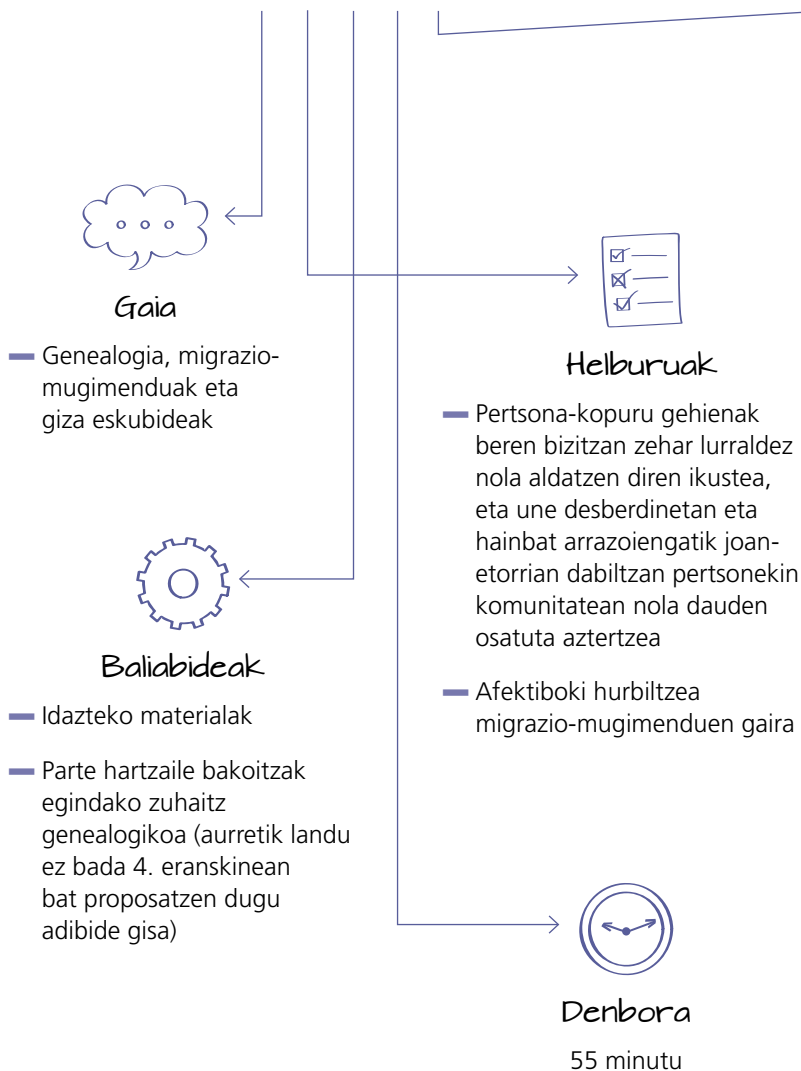 Gaia
Genealogia, migrazio-
mugimenduak eta
giza eskubideak
Baliabideak
Idazteko materialak
Parte hartzaile bakoitzak
egindako zuhaitz
genealogikoa (aurretik landu
ez bada 4. eranskinean
bat proposatzen dugu
adibide gisa)
Helburuak
Pertsona-kopuru gehienak
beren bizitzan zehar lurraldez
nola aldatzen diren ikustea,
eta une desberdinetan eta
hainbat arrazoiengatik joan-
etorrian dabiltzan pertsonekin
komunitatean nola dauden
osatuta aztertzea
Afektiboki hurbiltzea
migrazio-mugimenduen gaira
Denbora
55 minutu